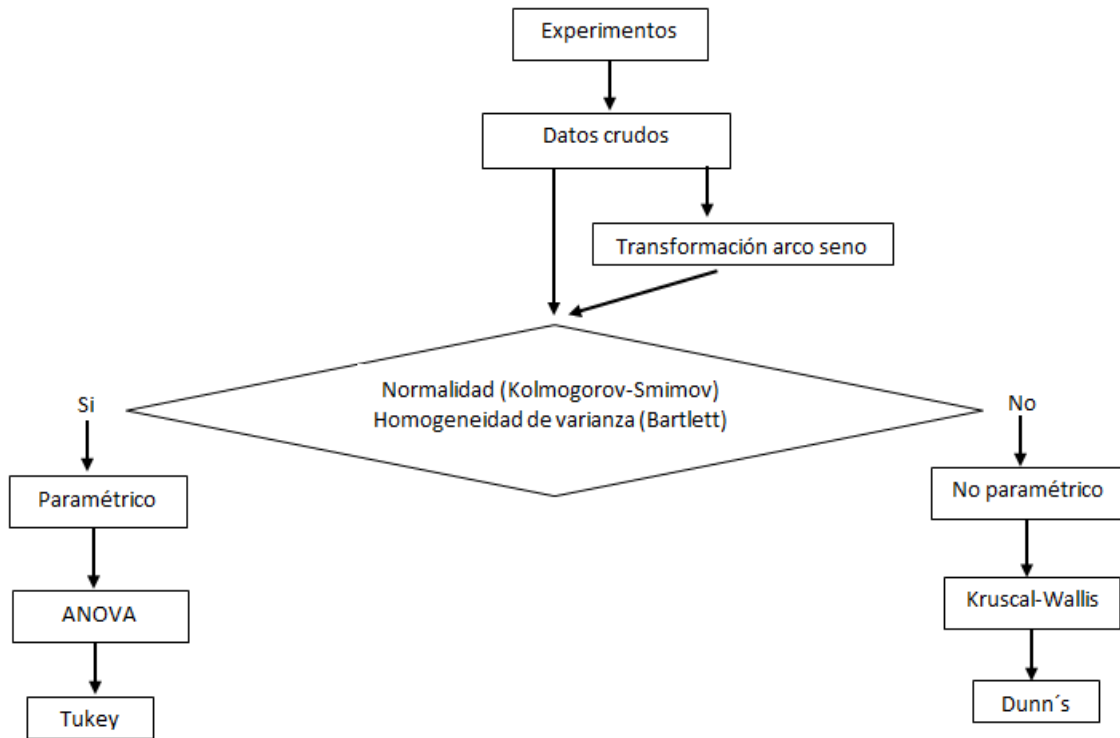 Experimentos
Datos crudos
Transformación arco seno
Normalidad (Kolmogorov-Smimov)
Homogeneidad de varianza (Bartlett)
Si
No
Paramétrico
No paramétrico
ANOVA
Kruscal-Wallis
Tukey
Dunn´s